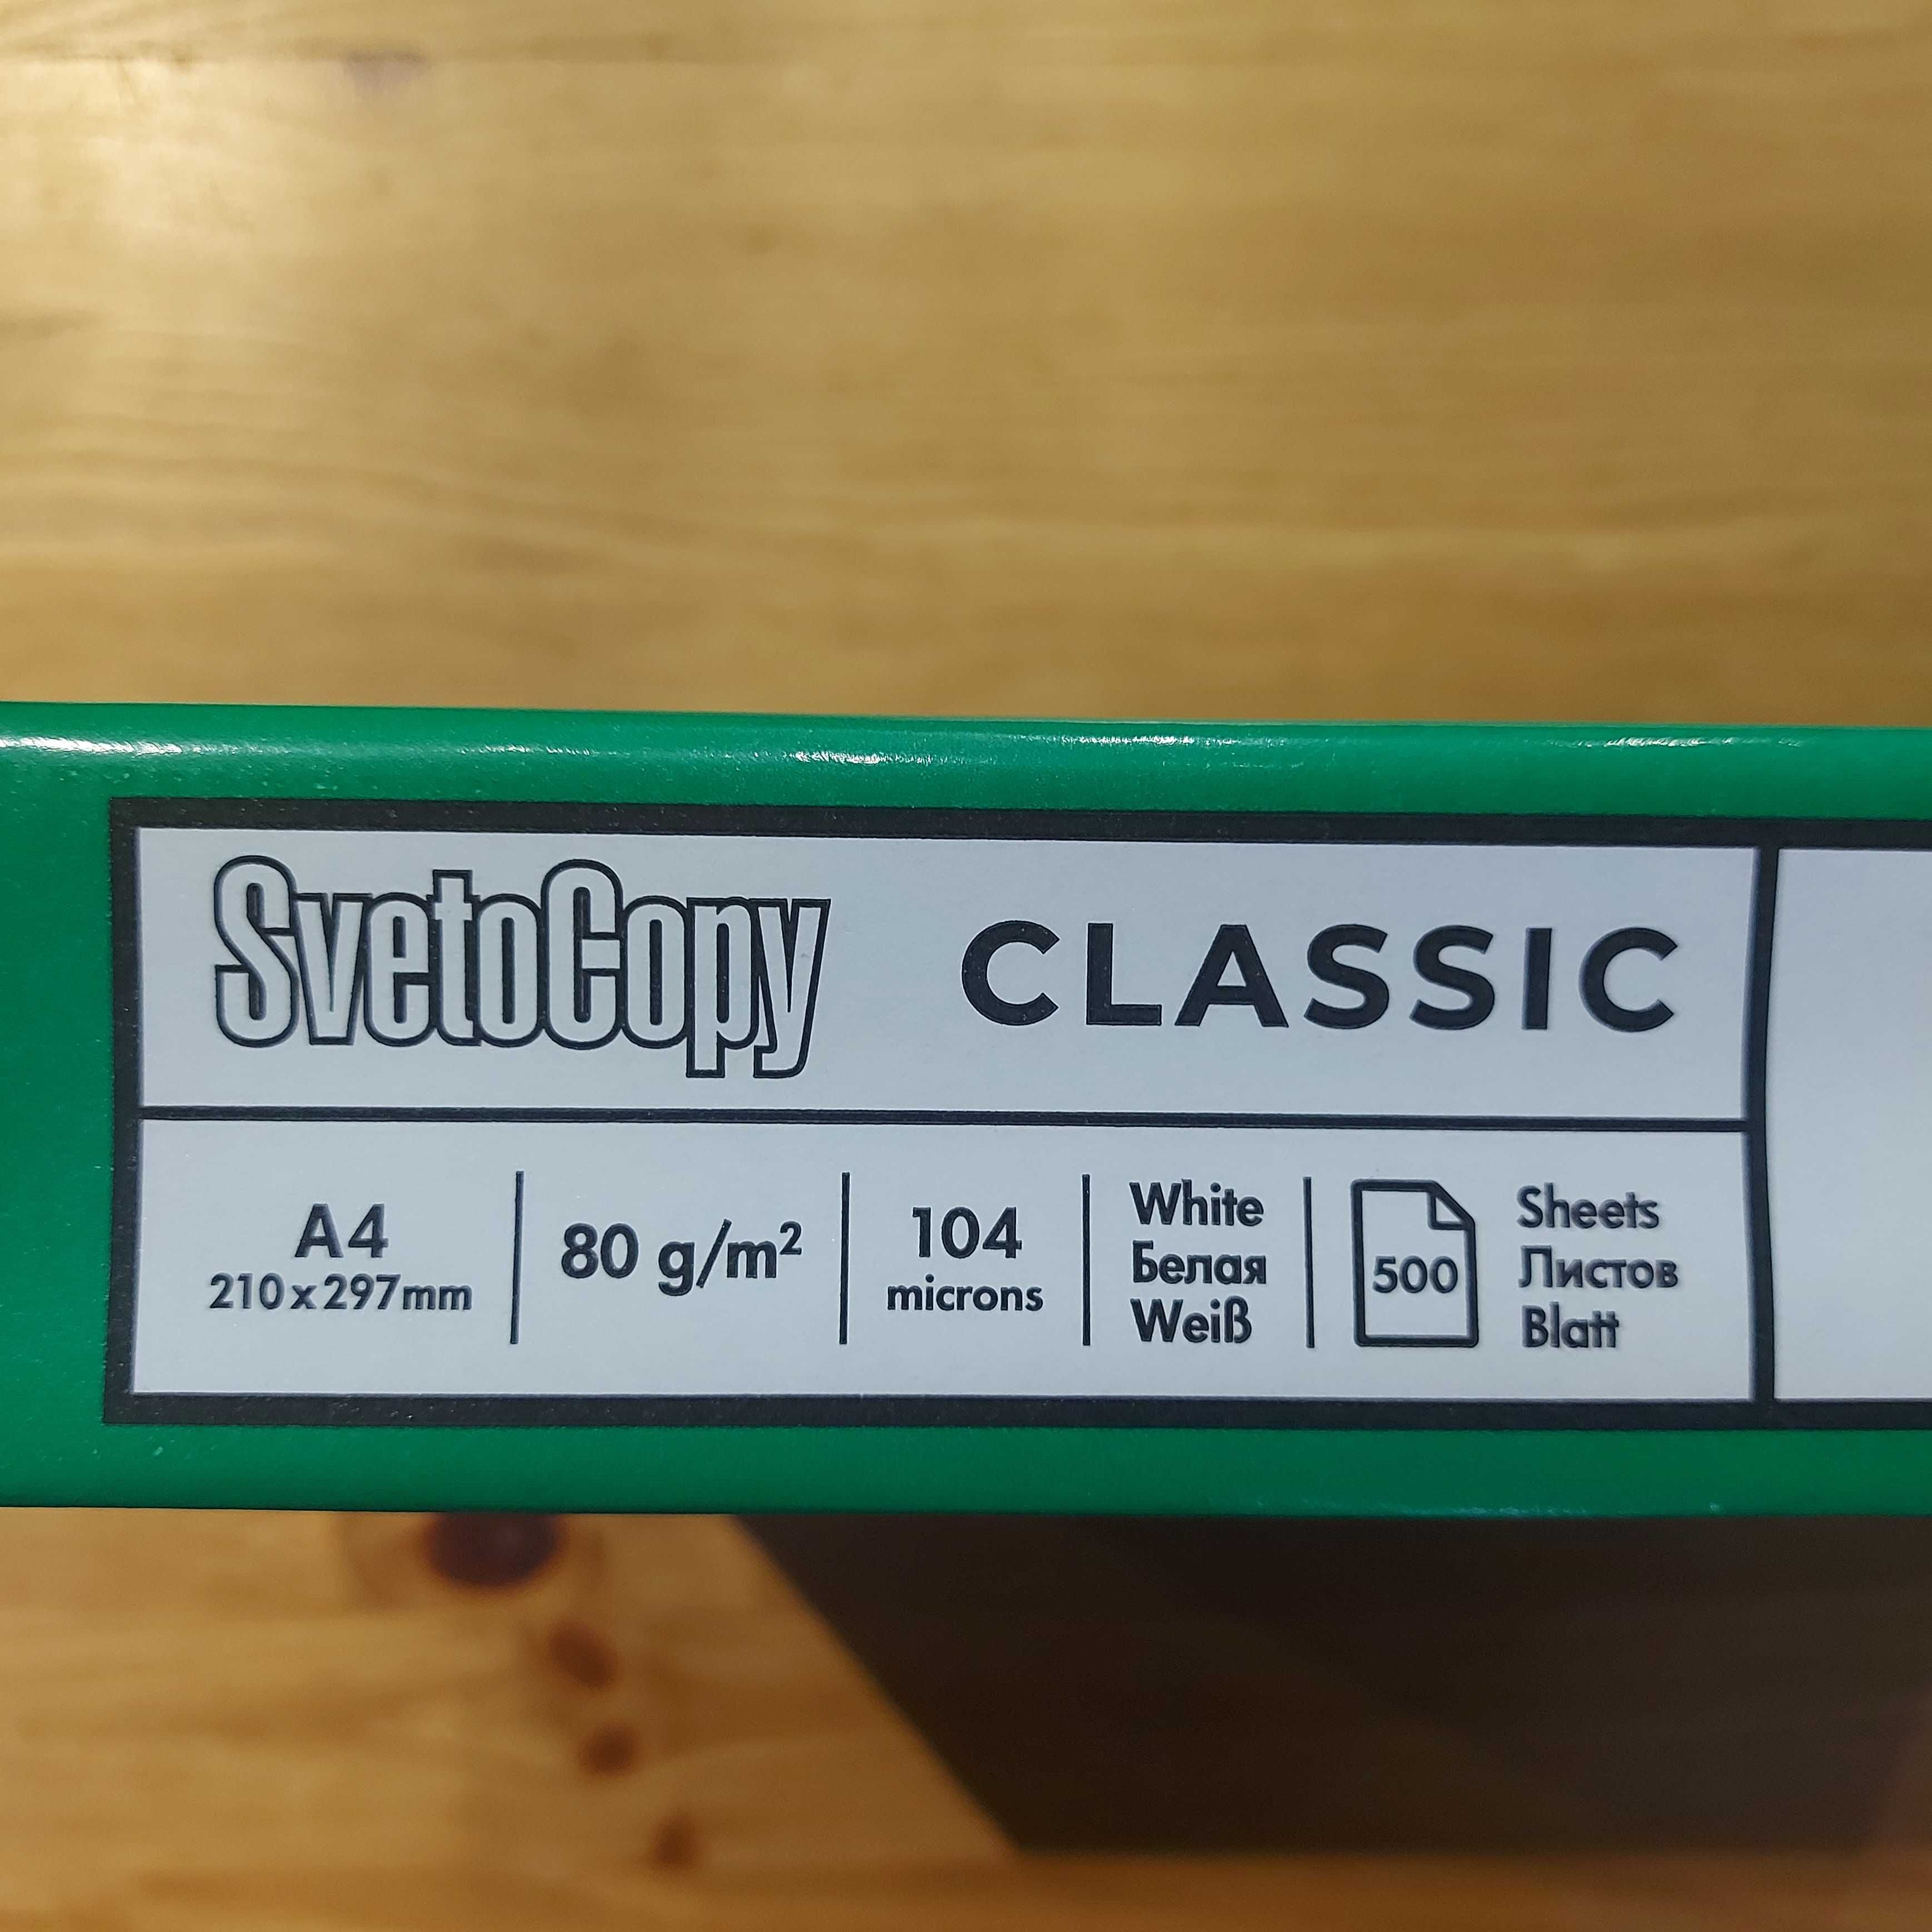 SvetoCopy CLASSIC
A4
210x297mm
80 g/m²
104
microns
White
Белая
Weiß
500
Sheets
Листов
Blatt